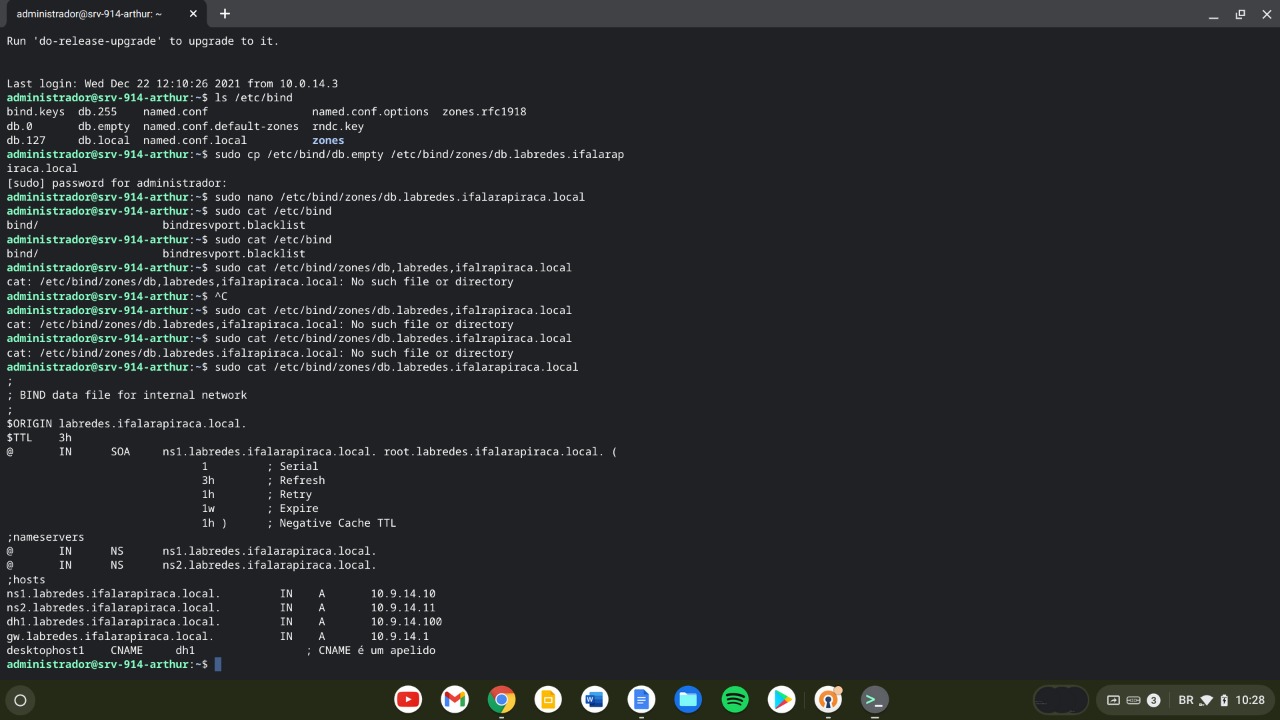 administrador@srv-914-arthur: ~
Run 'do-release-upgrade' to upgrade to it.
Last login: Wed Dec 22 12:10:26 2021 from 10.0.14.3
administrador@srv-914-arthur:~$ ls /etc/bind
bind.keys  db.255    named.conf                named.conf.options  zones.rfc1918
db.0       db.empty  named.conf.default-zones  rndc.key
db.127     db.local  named.conf.local          zones
administrador@srv-914-arthur:~$ sudo cp /etc/bind/db.empty /etc/bind/zones/db.labredes.ifalarap
iraca.local
[sudo] password for administrador:
administrador@srv-914-arthur:~$ sudo nano /etc/bind/zones/db.labredes.ifalarapiraca.local
administrador@srv-914-arthur:~$ sudo cat /etc/bind
bind/                   bindresvport.blacklist
administrador@srv-914-arthur:~$ sudo cat /etc/bind
bind/                   bindresvport.blacklist
administrador@srv-914-arthur:~$ sudo cat /etc/bind/zones/db,labredes,ifalrapiraca.local
cat: /etc/bind/zones/db,labredes,ifalrapiraca.local: No such file or directory
administrador@srv-914-arthur:~$ ^C
administrador@srv-914-arthur:~$ sudo cat /etc/bind/zones/db.labredes,ifalrapiraca.local
cat: /etc/bind/zones/db.labredes,ifalrapiraca.local: No such file or directory
administrador@srv-914-arthur:~$ sudo cat /etc/bind/zones/db.labredes.ifalrapiraca.local
cat: /etc/bind/zones/db.labredes.ifalrapiraca.local: No such file or directory
administrador@srv-914-arthur:~$ sudo cat /etc/bind/zones/db.labredes.ifalarapiraca.local
;
; BIND data file for internal network
;
$ORIGIN labredes.ifalarapiraca.local.
$TTL    3h
@       IN      SOA     ns1.labredes.ifalarapiraca.local. root.labredes.ifalarapiraca.local. (
1         ; Serial
3h        ; Refresh
1h        ; Retry
1w        ; Expire
1h )      ; Negative Cache TTL
;nameservers
@       IN      NS      ns1.labredes.ifalarapiraca.local.
@       IN      NS      ns2.labredes.ifalarapiraca.local.
;hosts
ns1.labredes.ifalarapiraca.local.         IN    A       10.9.14.10
ns2.labredes.ifalarapiraca.local.         IN    A       10.9.14.11
dh1.labredes.ifalarapiraca.local.         IN    A       10.9.14.100
gw.labredes.ifalarapiraca.local.          IN    A       10.9.14.1
desktophost1    CNAME     dh1                 ; CNAME é um apelido
administrador@srv-914-arthur:~$
3 BR 10:28